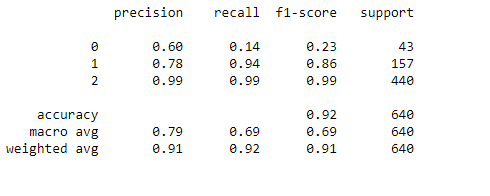 precision recall f1-score support
0 0.60 0.14 0.23 43
1 0.78 0.94 0.86 157
2 0.99 0.99 0.99 440
accuracy 0.92 640
macro avg 0.79 0.69 0.69 640
weighted avg 0.91 0.92 0.91 640